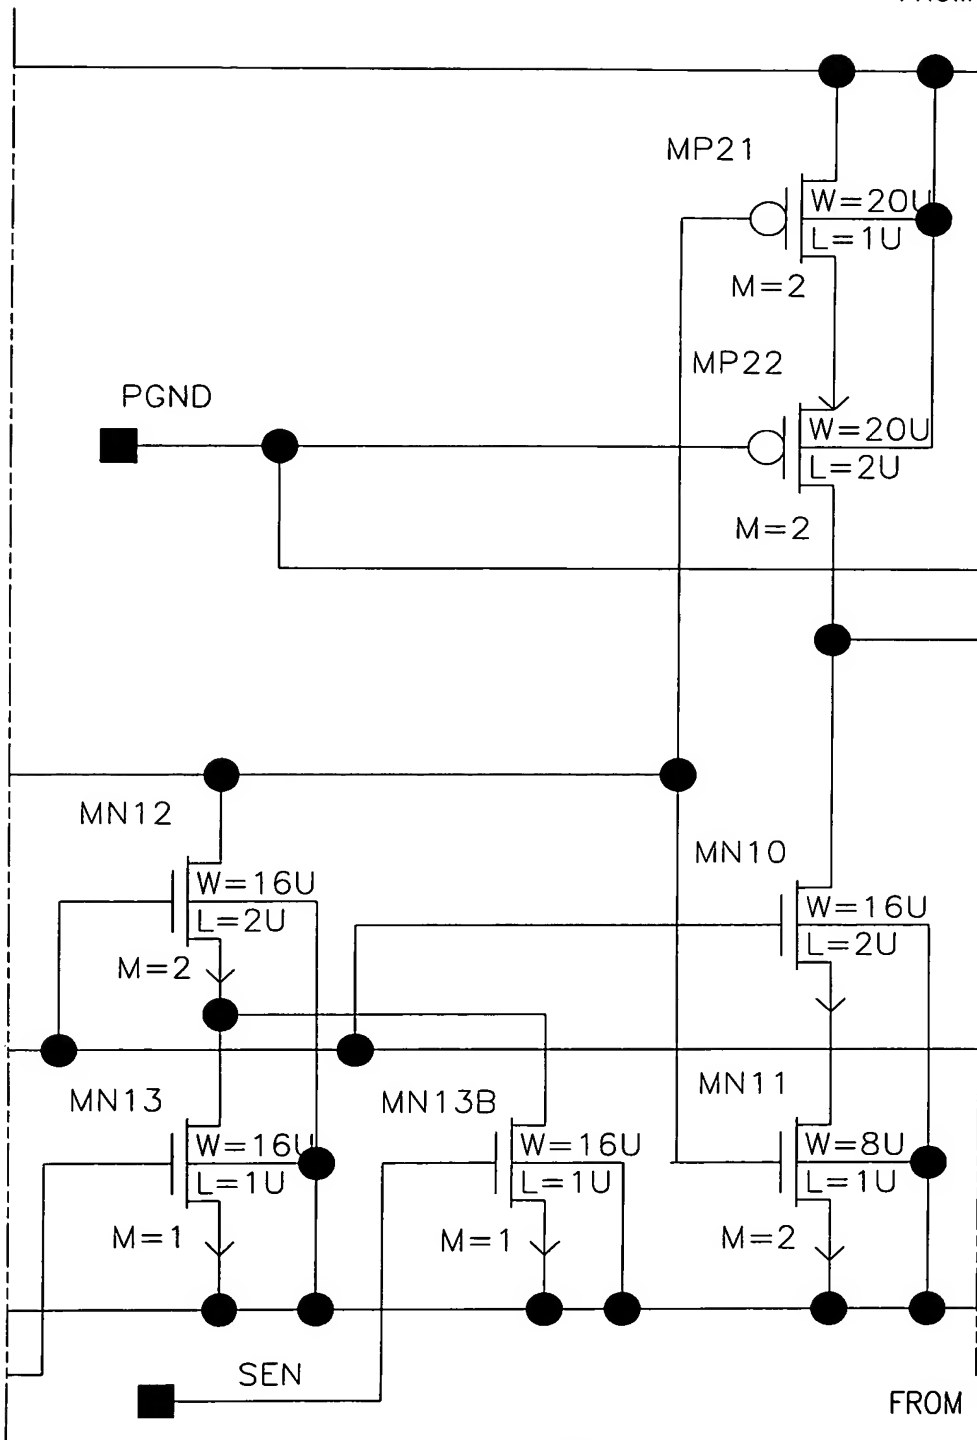 MP21
W=20U
L=1U
M=2
MP22
PGND
W=20U
L=2U
M=2
MN12
MN10
W=16U
L=2U
M=2
W=16U
L=2U
MN13
MN13B
MN11
W=16U
L=1U
M=1
W=16U
L=1U
M=1
W=8U
L=1U
M=2
SEN
FROM